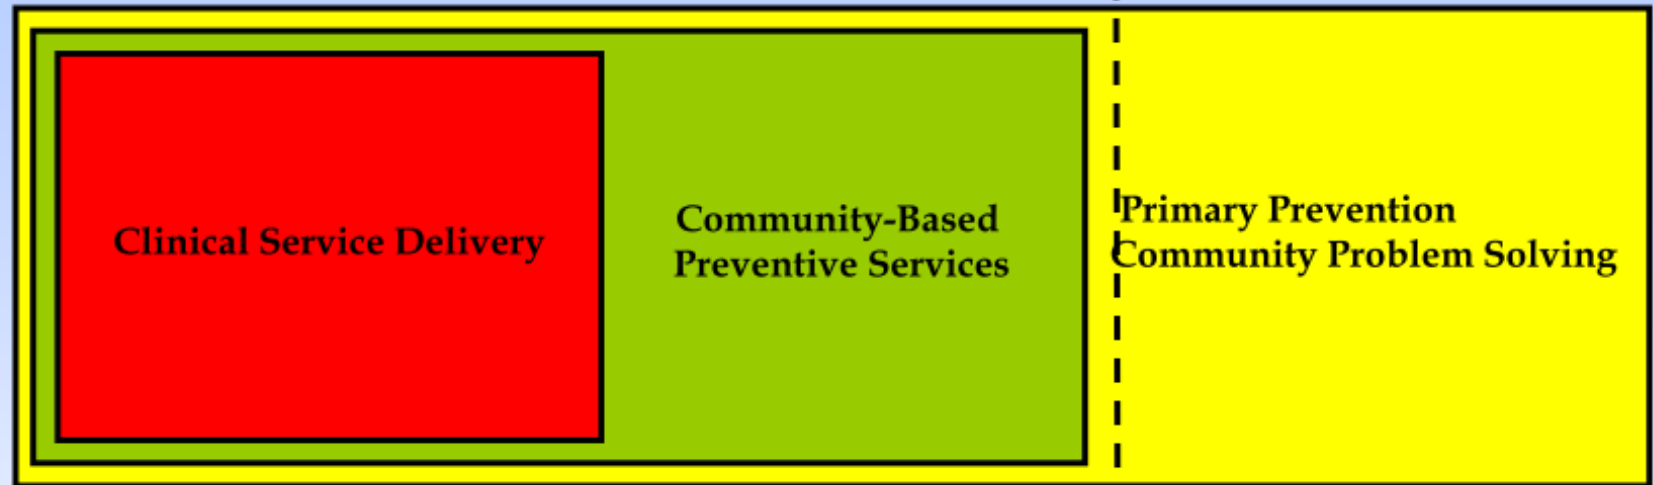 Clinical Service Delivery
Community-Based
Preventive Services
Primary Prevention
Community Problem Solving